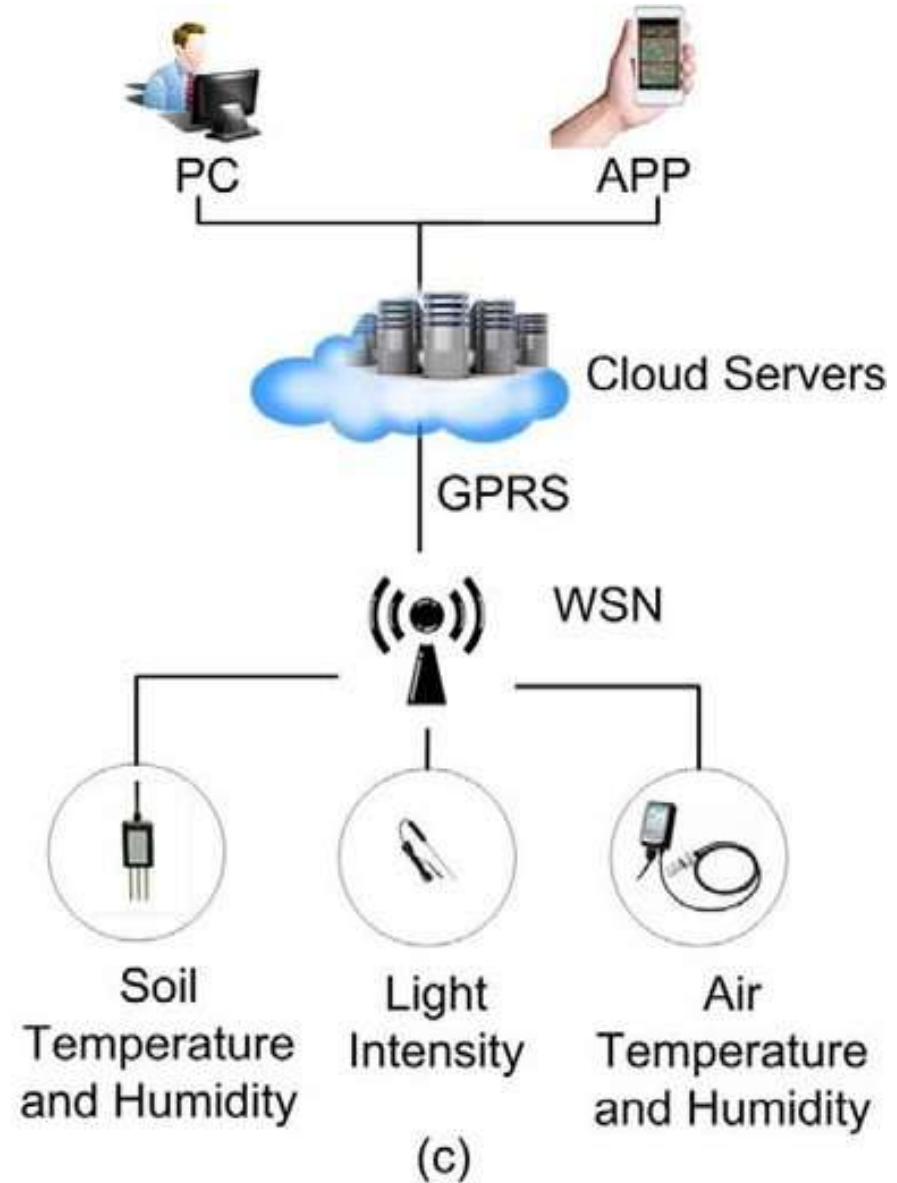 PC
APP
Cloud Servers
GPRS
WSN
Soil
Temperature
and Humidity
Light
Intensity
Air
Temperature
and Humidity
(c)